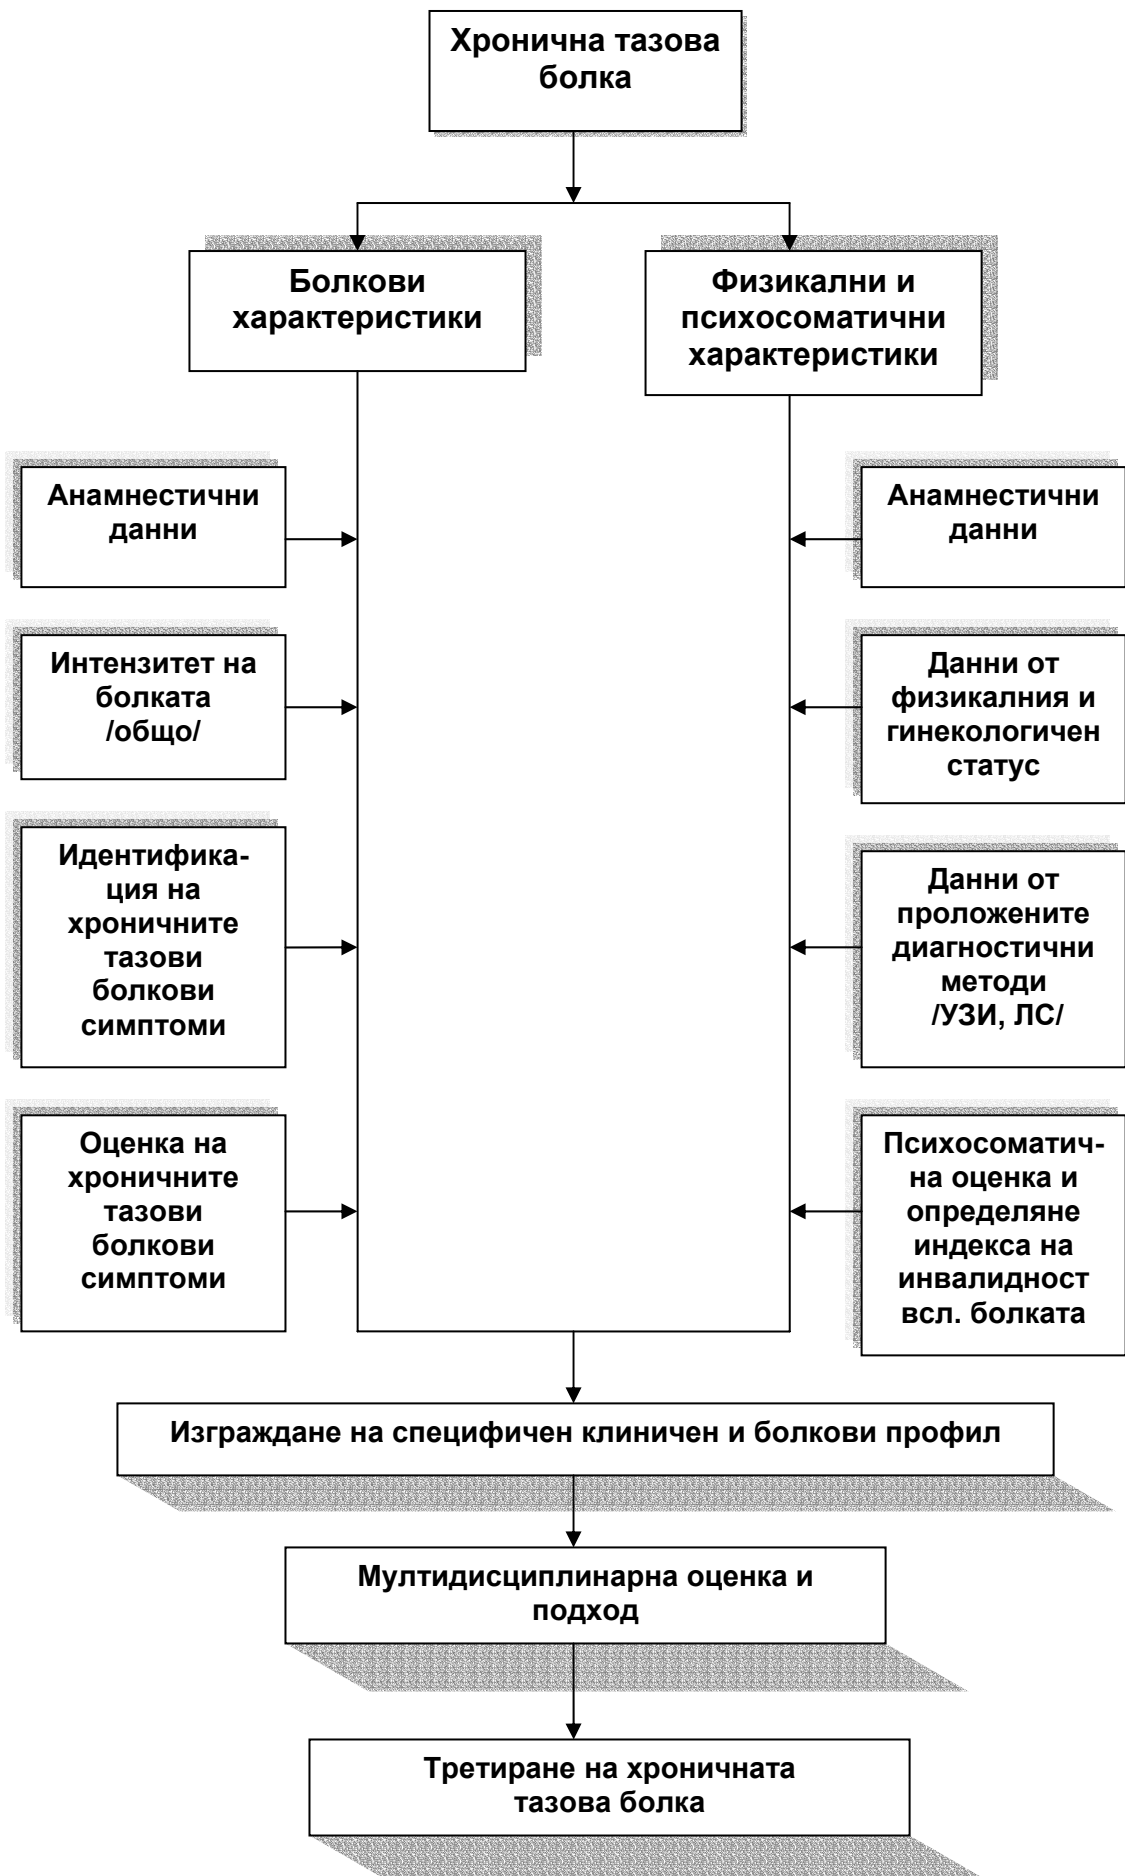 Хронична тазова
болка
Болкови
характеристики
Физикални и
психосоматични
характеристики
Анамнестични
данни
Анамнестични
данни
Интензитет на
болката
/общо/
Данни от
физикалния и
гинекологичен
статус
Идентифика-
ция на
хроничните
тазови
болкови
симптоми
Данни от
проложените
диагностични
методи
/УЗИ, ЛС/
Оценка на
хроничните
тазови
болкови
симптоми
Психосоматич-
на оценка и
определяне
индекса на
инвалидност
всл. болката
Изграждане на специфичен клиничен и болкови профил
Мултидисциплинарна оценка и
подход
Третиране на хроничната
тазова болка